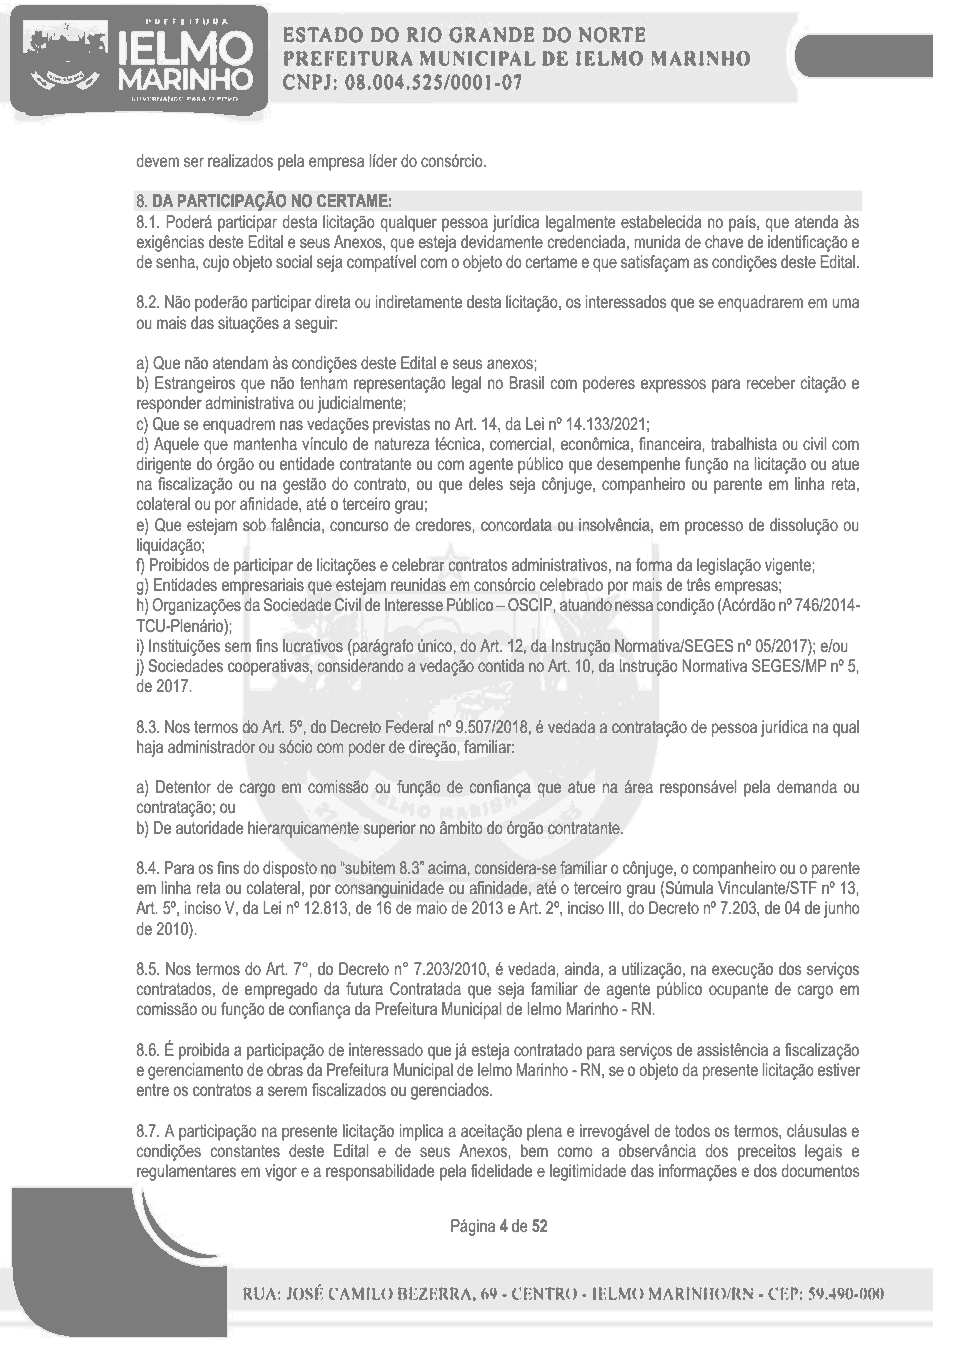 PREFEITURA
IELMO
MARINHO
GOVERNANDO PARA O POVO
ESTADO DO RIO GRANDE DO NORTE
PREFEITURA MUNICIPAL DE IELMO MARINHO
CNPJ: 08.004.525/0001-07
devem ser realizados pela empresa líder do consórcio.
8. DA PARTICIPAÇÃO NO CERTAME:
8.1. Poderá participar desta licitação qualquer pessoa jurídica legalmente estabelecida no país, que atenda às
exigências deste Edital e seus Anexos, que esteja devidamente credenciada, munida de chave de identificação e
de senha, cujo objeto social seja compatível com o objeto do certame e que satisfaçam as condições deste Edital.
8.2. Não poderão participar direta ou indiretamente desta licitação, os interessados que se enquadrarem em uma
ou mais das situações a seguir:
a) Que não atendam às condições deste Edital e seus anexos;
b) Estrangeiros que não tenham representação legal no Brasil com poderes expressos para receber citação e
responder administrativa ou judicialmente;
c) Que se enquadrem nas vedações previstas no Art. 14, da Lei nº 14.133/2021;
d) Aquele que mantenha vínculo de natureza técnica, comercial, econômica, financeira, trabalhista ou civil com
dirigente do órgão ou entidade contratante ou com agente público que desempenhe função na licitação ou atue
na fiscalização ou na gestão do contrato, ou que deles seja cônjuge, companheiro ou parente em linha reta,
colateral ou por afinidade, até o terceiro grau;
e) Que estejam sob falência, concurso de credores, concordata ou insolvência, em processo de dissolução ou
liquidação;
f) Proibidos de participar de licitações e celebrar contratos administrativos, na forma da legislação vigente;
g) Entidades empresariais que estejam reunidas em consórcio celebrado por mais de três empresas;
h) Organizações da Sociedade Civil de Interesse Público – OSCIP, atuando nessa condição (Acórdão nº 746/2014-
TCU-Plenário);
i) Instituições sem fins lucrativos (parágrafo único, do Art. 12, da Instrução Normativa/SEGES nº 05/2017); e/ou
j) Sociedades cooperativas, considerando a vedação contida no Art. 10, da Instrução Normativa SEGES/MP nº 5,
de 2017.
8.3. Nos termos do Art. 5º, do Decreto Federal nº 9.507/2018, é vedada a contratação de pessoa jurídica na qual
haja administrador ou sócio com poder de direção, familiar:
a) Detentor de cargo em comissão ou função de confiança que atue na área responsável pela demanda ou
contratação; ou
b) De autoridade hierarquicamente superior no âmbito do órgão contratante.
IELMO MARINHO
8.4. Para os fins do disposto no “subitem 8.3” acima, considera-se familiar o cônjuge, o companheiro ou o parente
em linha reta ou colateral, por consanguinidade ou afinidade, até o terceiro grau (Súmula Vinculante/STF nº 13,
Art. 5º, inciso V, da Lei nº 12.813, de 16 de maio de 2013 e Art. 2º, inciso III, do Decreto nº 7.203, de 04 de junho
de 2010).
8.5. Nos termos do Art. 7°, do Decreto n° 7.203/2010, é vedada, ainda, a utilização, na execução dos serviços
contratados, de empregado da futura Contratada que seja familiar de agente público ocupante de cargo em
comissão ou função de confiança da Prefeitura Municipal de Ielmo Marinho - RN.
8.6. É proibida a participação de interessado que já esteja contratado para serviços de assistência a fiscalização
e gerenciamento de obras da Prefeitura Municipal de Ielmo Marinho - RN, se o objeto da presente licitação estiver
entre os contratos a serem fiscalizados ou gerenciados.
8.7. A participação na presente licitação implica a aceitação plena e irrevogável de todos os termos, cláusulas e
condições constantes deste Edital e de seus Anexos, bem como a observância dos preceitos legais e
regulamentares em vigor e a responsabilidade pela fidelidade e legitimidade das informações e dos documentos
Página 4 de 52
RUA: JOSÉ CAMILO BEZERRA, 69 - CENTRO - IELMO MARINHO/RN - CEP: 59.490-000